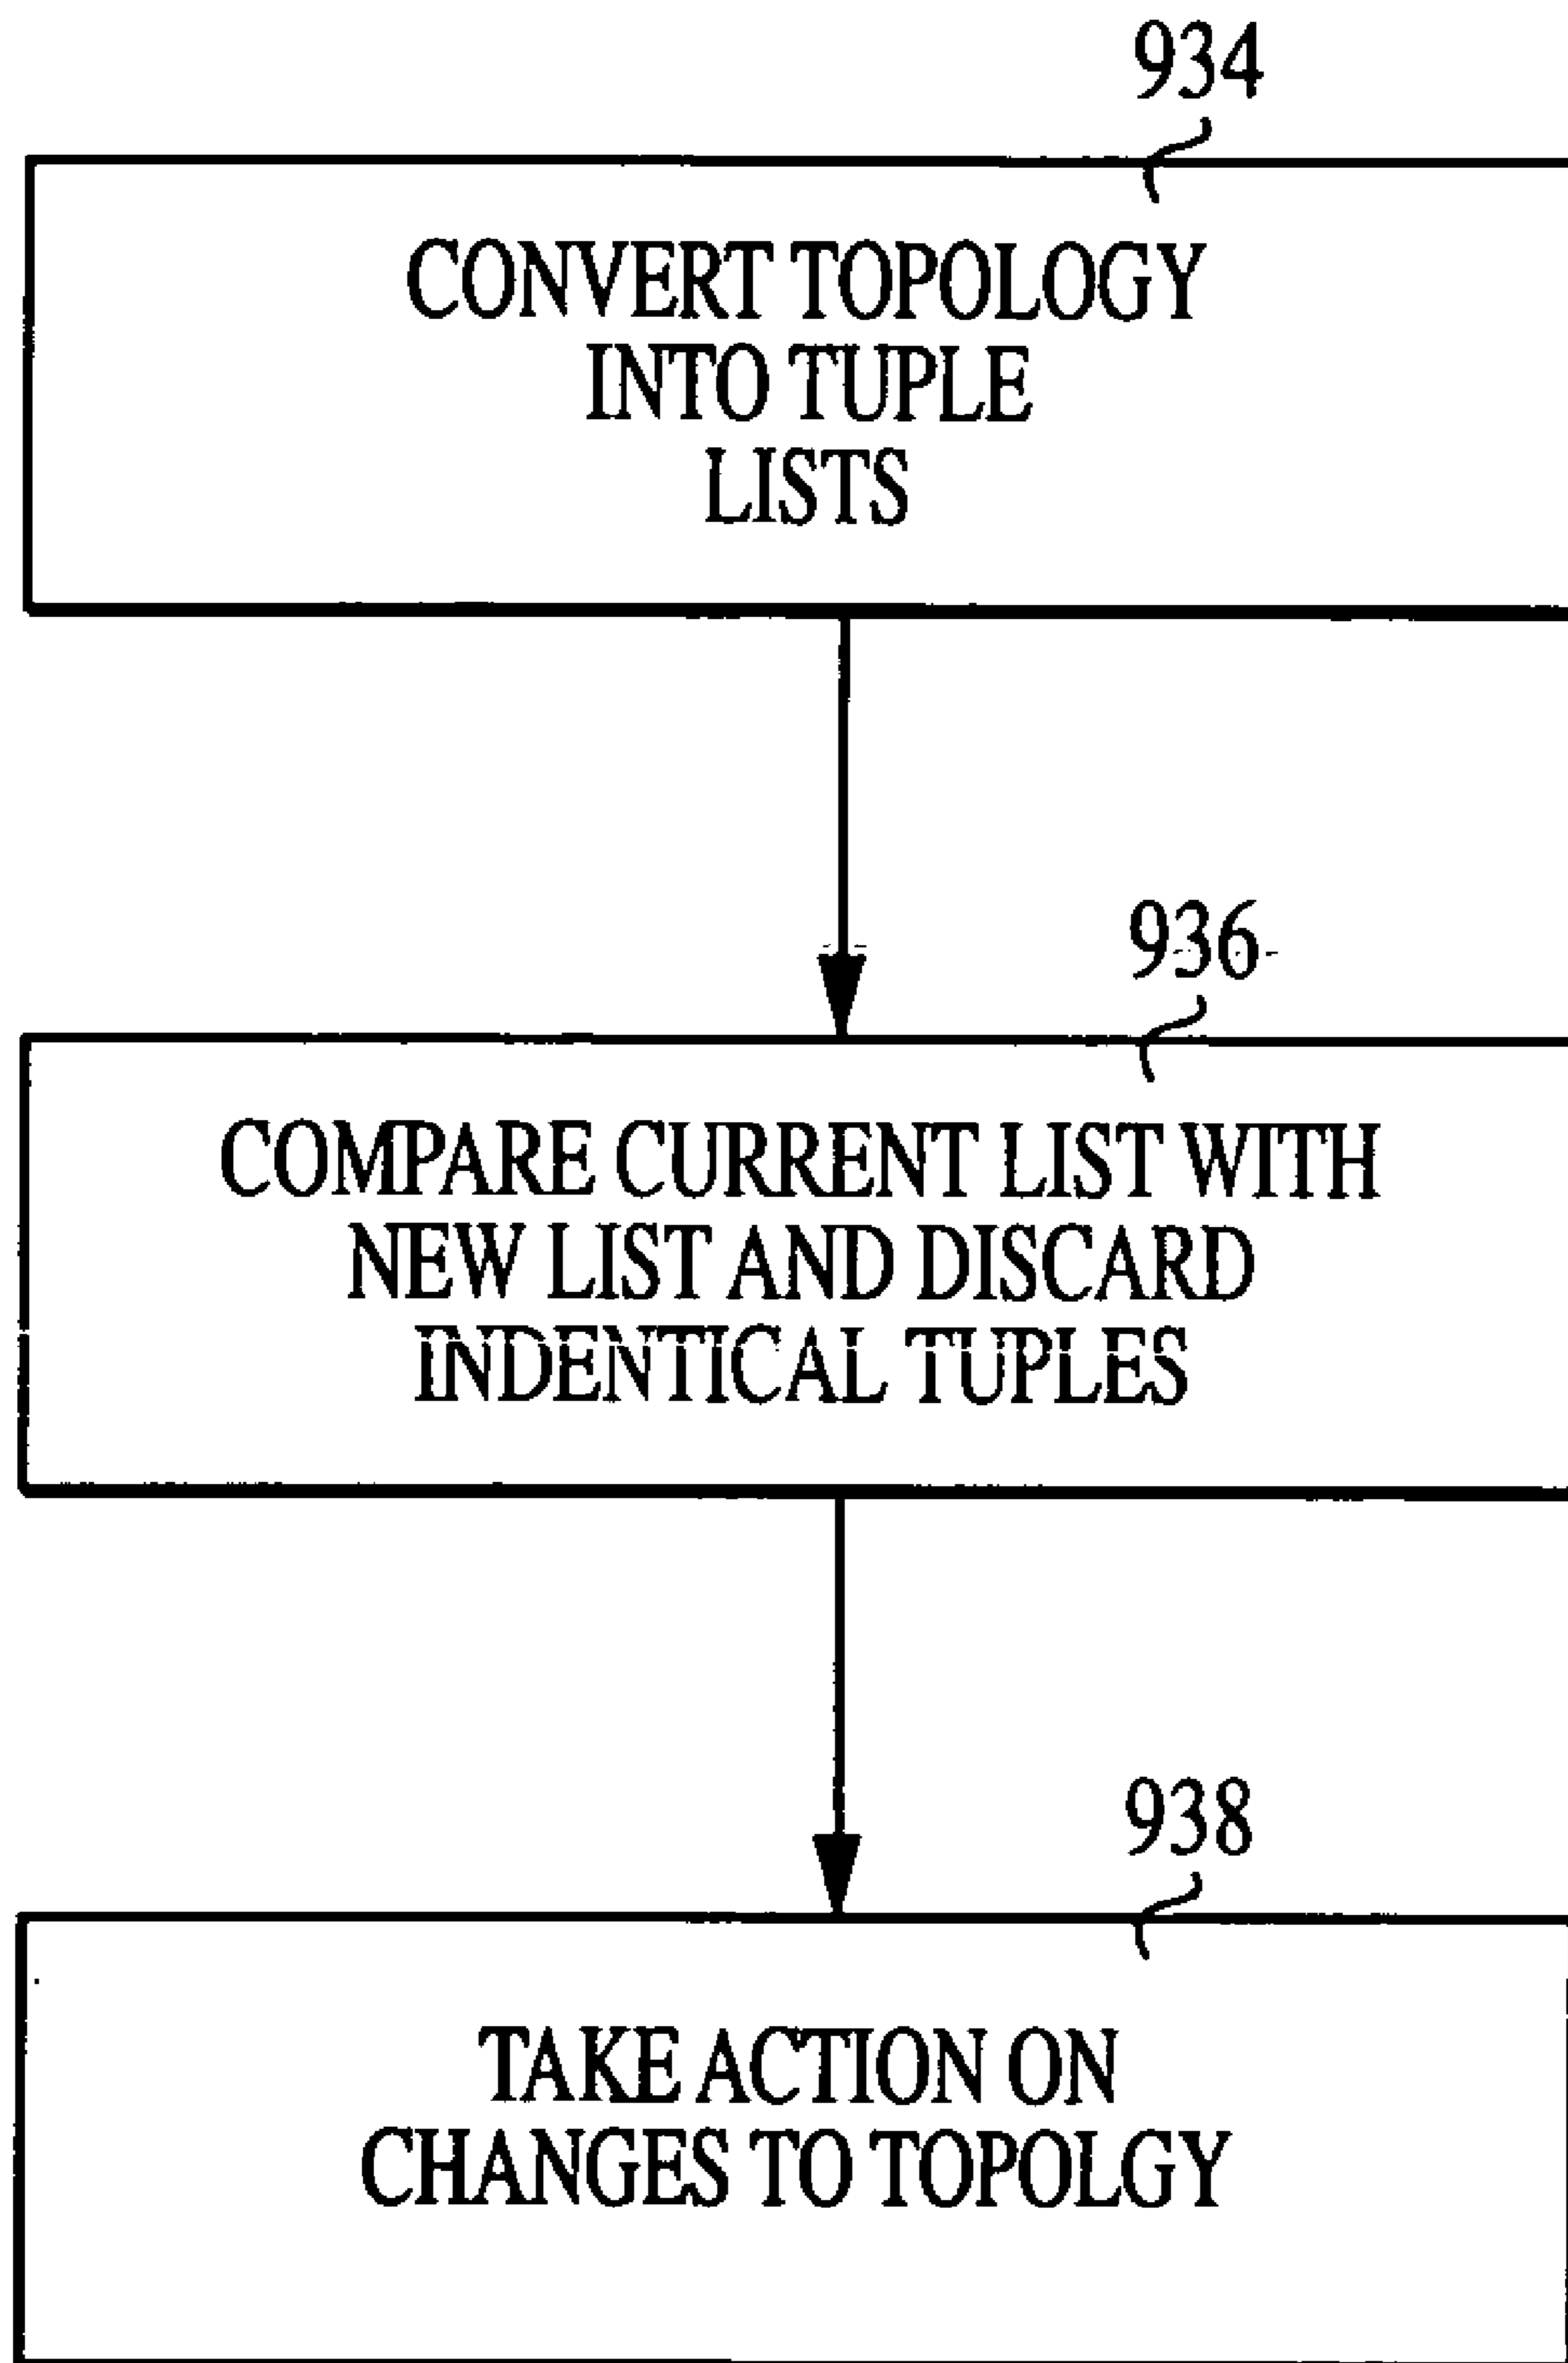 934
CONVERT TOPOLOGY
INTO TUPLE
LISTS
936
COMPARE CURRENT LIST WITH
NEW LIST AND DISCARD
INDENTICAL TUPLES
938
TAKE ACTION ON
CHANGES TO TOPOLGY